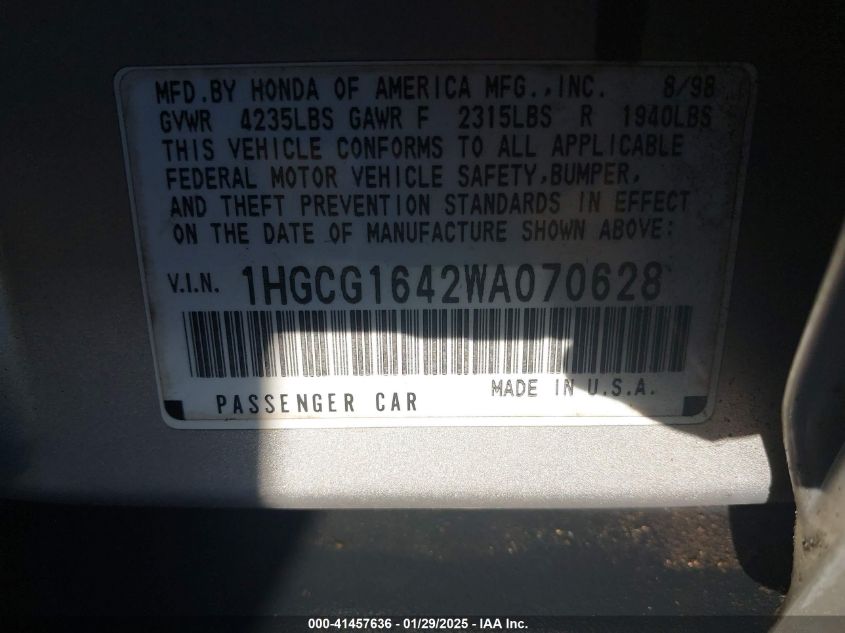 MFD.BY HONDA OF AMERICA MFG.,INC. 8/98
GVWR 4235LBS GAWR F 2315LBS R 1940LBS
THIS VEHICLE CONFORMS TO ALL APPLICABLE
FEDERAL MOTOR VEHICLE SAFETY,BUMPER,
AND THEFT PREVENTION STANDARDS IN EFFECT
ON THE DATE OF MANUFACTURE SHOWN ABOVE:
V.I.N. 1HGCG1642WA070628
PASSENGER CAR MADE IN U.S.A.
000-41457636 - 01/29/2025 - IAA Inc.